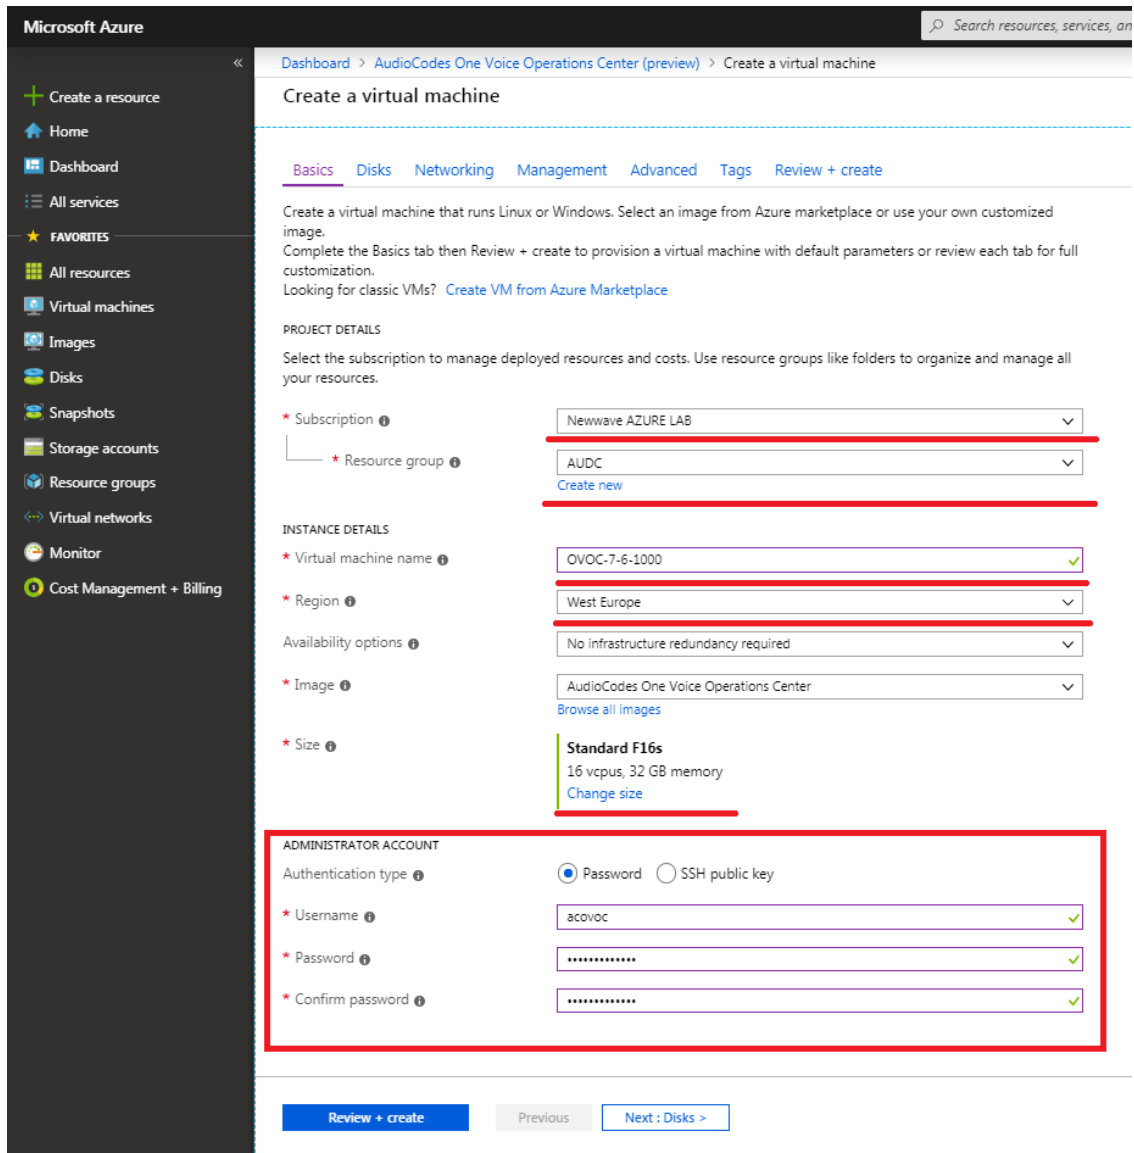 Microsoft Azure
Search resources, services, an
«
Create a resource
Home
Dashboard
All services
FAVORITES
All resources
Virtual machines
Images
Disks
Snapshots
Storage accounts
Resource groups
Virtual networks
Monitor
Cost Management + Billing
Dashboard > AudioCodes One Voice Operations Center (preview) > Create a virtual machine
Create a virtual machine
Basics Disks Networking Management Advanced Tags Review + create
Create a virtual machine that runs Linux or Windows. Select an image from Azure marketplace or use your own customized
image.
Complete the Basics tab then Review + create to provision a virtual machine with default parameters or review each tab for full
customization.
Looking for classic VMs? Create VM from Azure Marketplace
PROJECT DETAILS
Select the subscription to manage deployed resources and costs. Use resource groups like folders to organize and manage all
your resources.
* Subscription Newwave AZURE LAB
* Resource group AUDC
Create new
INSTANCE DETAILS
* Virtual machine name OVOC-7-6-1000
* Region West Europe
Availability options No infrastructure redundancy required
* Image AudioCodes One Voice Operations Center
Browse all images
* Size Standard F16s
16 vcpus, 32 GB memory
Change size
ADMINISTRATOR ACCOUNT
Authentication type Password SSH public key
* Username acovoc
* Password •••••••••••••
* Confirm password •••••••••••••
Review + create Previous Next : Disks >